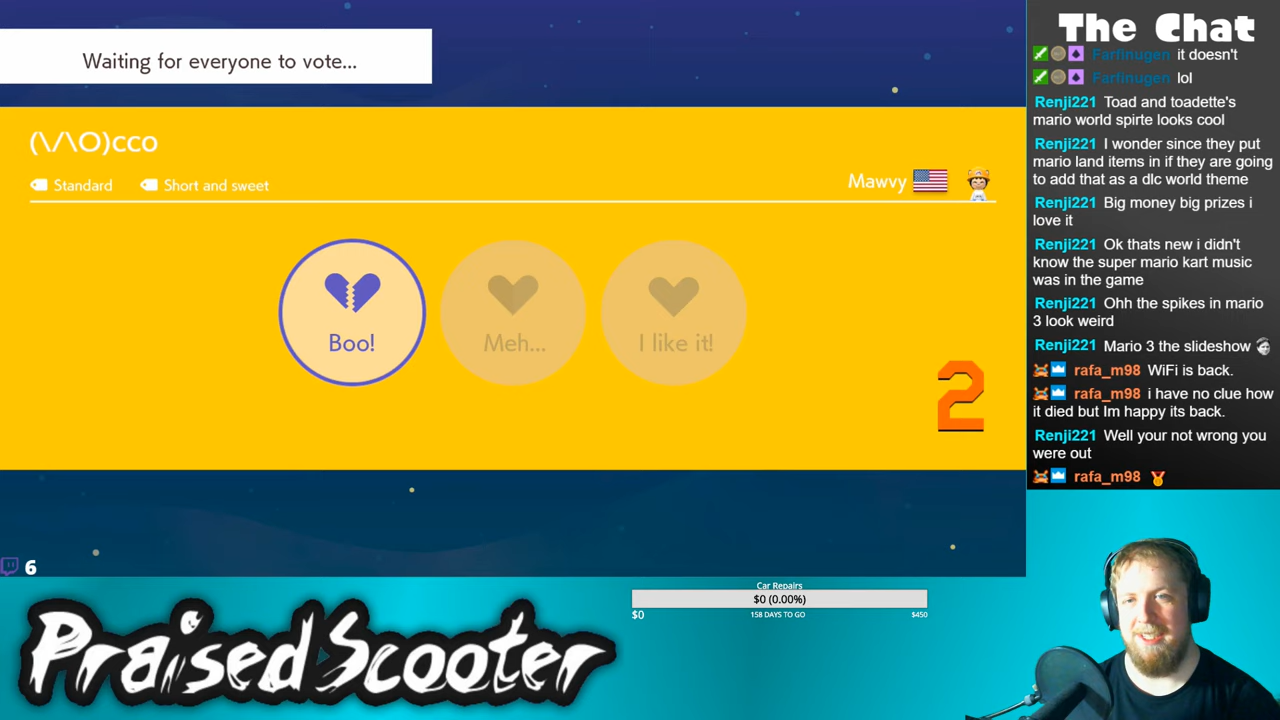 Waiting for everyone to vote...
(\/\O)cco
Standard
Short and sweet
Mawvy
Boo!
Meh...
I like it!
2
6
PraisedScooter
Car Repairs
$0 (0.00%)
$0
158 DAYS TO GO
$450
The Chat
Farfinugen it doesn't
Farfinugen lol
Renji221 Toad and toadette's
mario world spirte looks cool
Renji221 I wonder since they put
mario land items in if they are going
to add that as a dlc world theme
Renji221 Big money big prizes i
love it
Renji221 Ok thats new i didn't
know the super mario kart music
was in the game
Renji221 Ohh the spikes in mario
3 look weird
Renji221 Mario 3 the slideshow
rafa_m98 WiFi is back.
rafa_m98 i have no clue how
it died but Im happy its back.
Renji221 Well your not wrong you
were out
rafa_m98